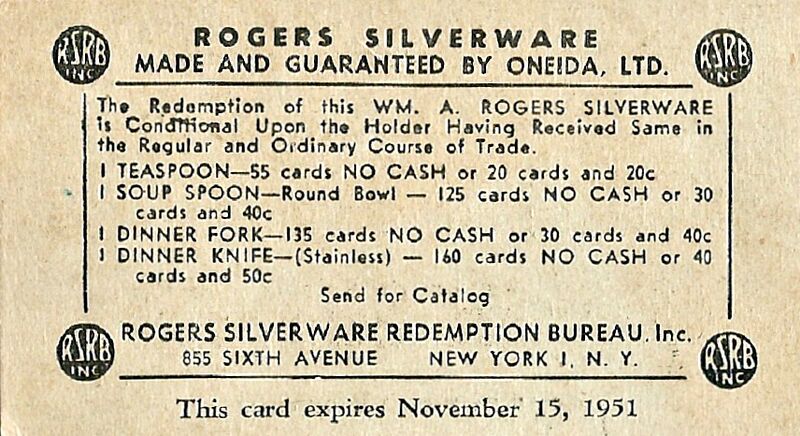 RSRB INC
ROGERS SILVERWARE
RSRB INC
MADE AND GUARANTEED BY ONEIDA, LTD.
The Redemption of this WM. A. ROGERS SILVERWARE
is Conditional Upon the Holder Having Received Same in
the Regular and Ordinary Course of Trade.
1 TEASPOON—55 cards NO CASH or 20 cards and 20c
1 SOUP SPOON—Round Bowl — 125 cards NO CASH or 30
cards and 40c
1 DINNER FORK—135 cards NO CASH or 30 cards and 40c
1 DINNER KNIFE—(Stainless) — 160 cards NO CASH or 40
cards and 50c
Send for Catalog
RSRB INC
ROGERS SILVERWARE REDEMPTION BUREAU, Inc.
RSRB INC
855 SIXTH AVENUE NEW YORK 1, N. Y.
This card expires November 15, 1951